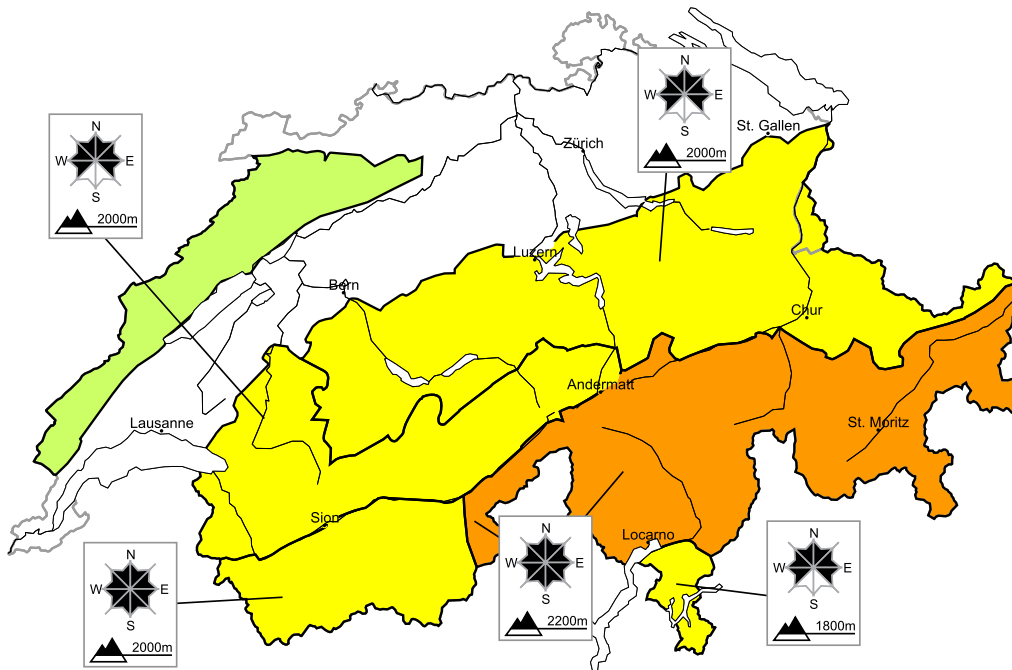 N
W E
S
2000m
St. Gallen
Zürich
N
W E
S
2000m
Luzern
Bern
Chur
Andermatt
Lausanne
St. Moritz
Sion
Locarno
N
W E
S
2200m
N
W E
S
1800m
N
W E
S
2000m